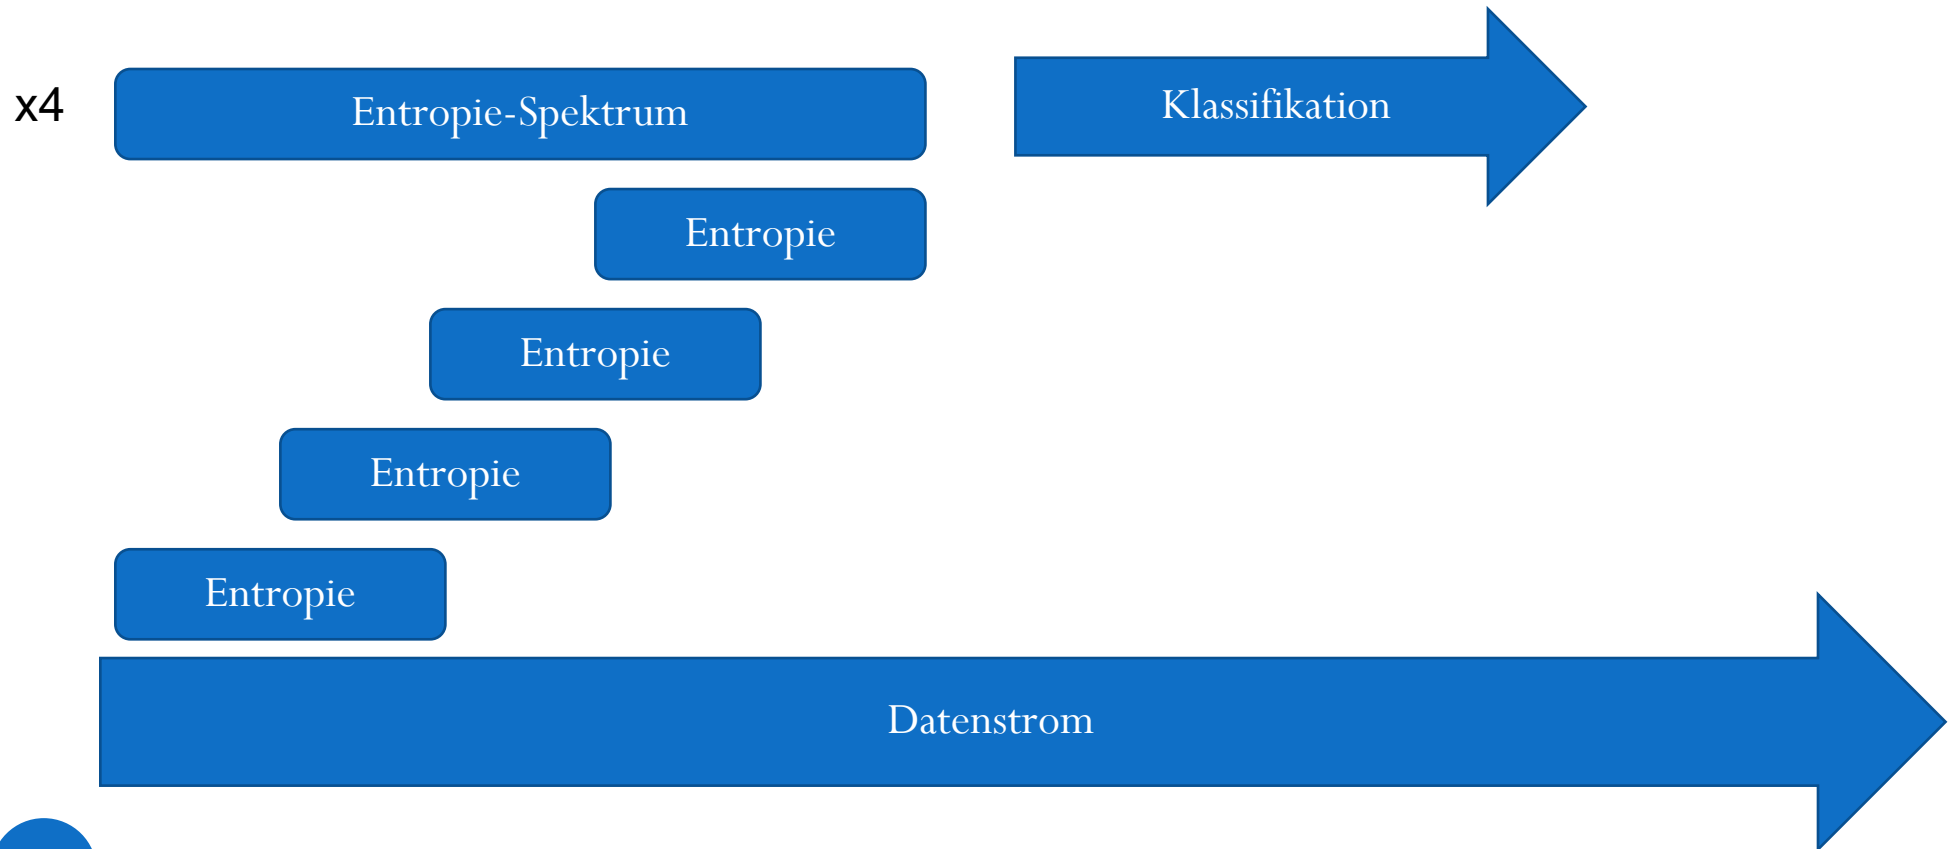 x4
Entropie-Spektrum
Klassifikation
Entropie
Entropie
Entropie
Entropie
Datenstrom